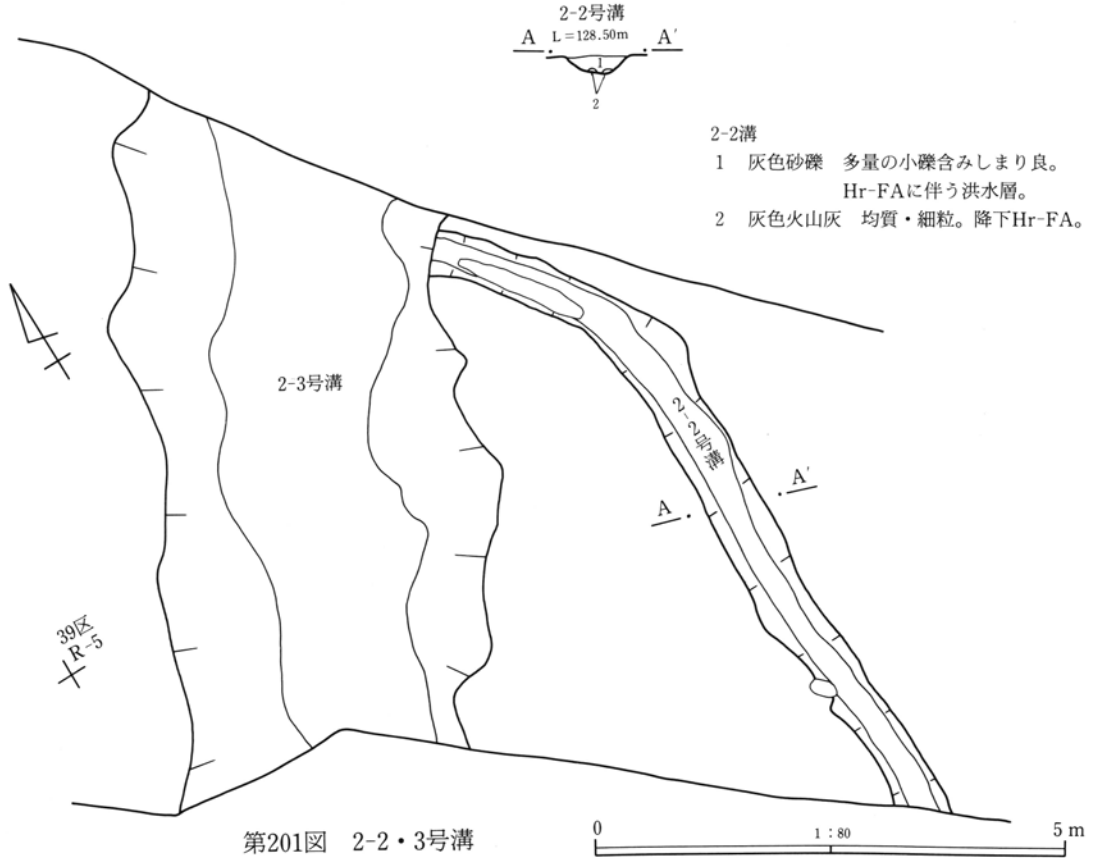 2-2号溝
A L=128.50m A'
1
2
2-2溝
1 灰色砂礫 多量の小礫含みしまり良。
Hr-FAに伴う洪水層。
2 灰色火山灰 均質・細粒。降下Hr-FA。
2-3号溝
2-2号溝
A A'
39区
R-5
第201図 2-2・3号溝
0 1:80 5m